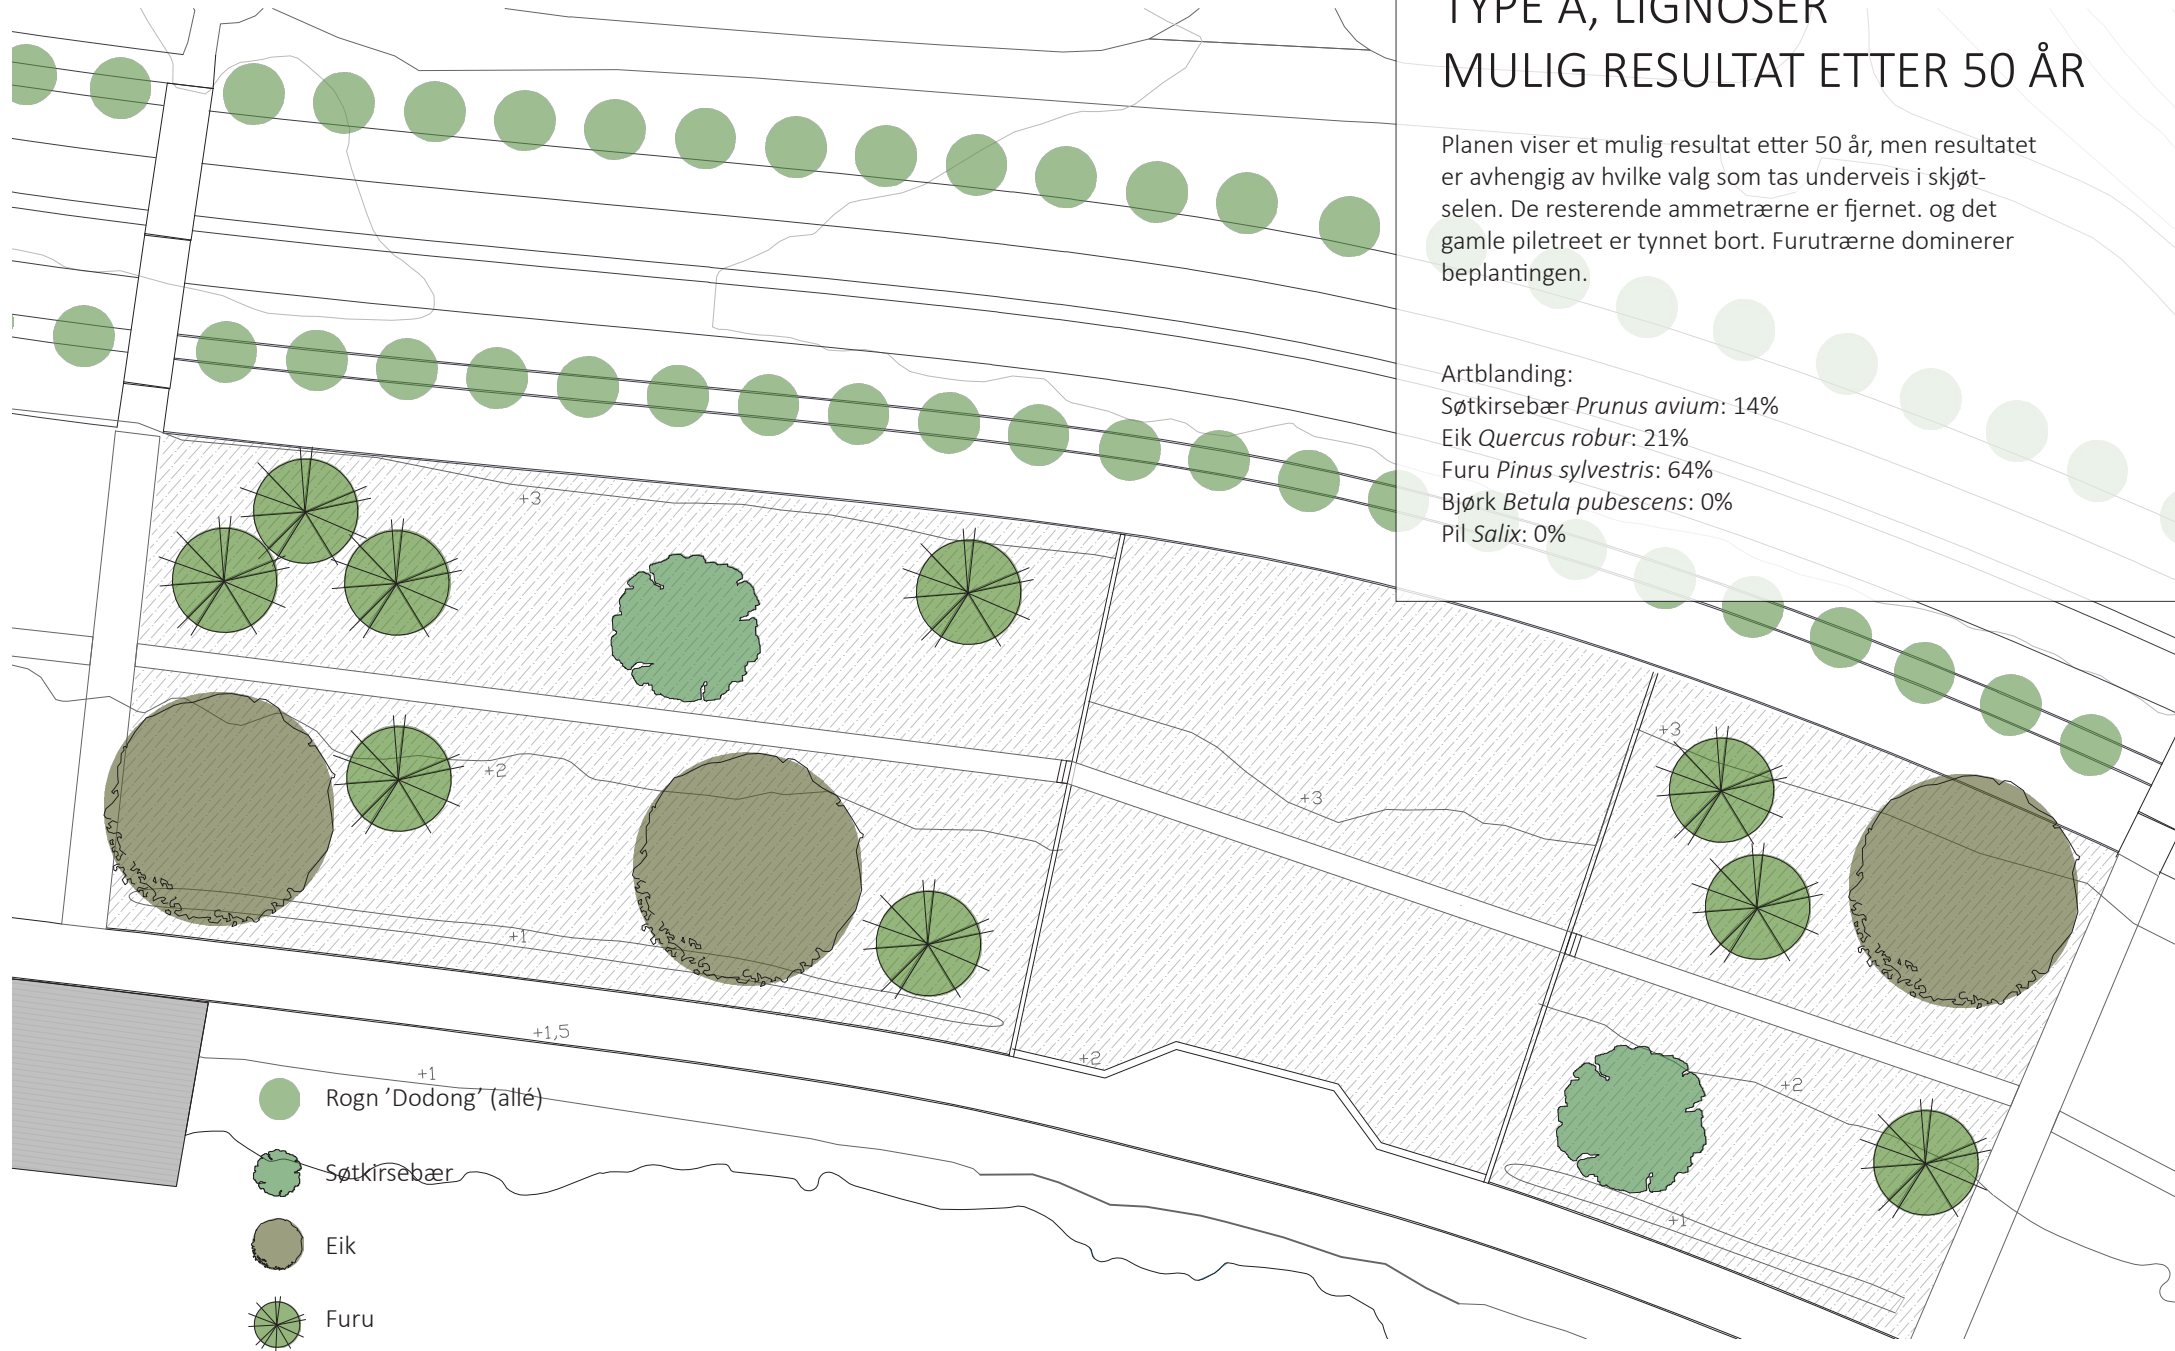 TYPE A, LIGNOSER
MULIG RESULTAT ETTER 50 ÅR
Planen viser et mulig resultat etter 50 år, men resultatet
er avhengig av hvilke valg som tas underveis i skjøt-
selen. De resterende ammetrærne er fjernet. og det
gamle piletreet er tynnet bort. Furutrærne dominerer
beplantingen.
Artblanding:
Søtkirsebær Prunus avium: 14%
Eik Quercus robur: 21%
Furu Pinus sylvestris: 64%
Bjørk Betula pubescens: 0%
Pil Salix: 0%
+3
+3
+2
+3
+1
+1,5
+2
+1
+2
+1
Rogn ’Dodong’ (allé)
Søtkirsebær
Eik
Furu